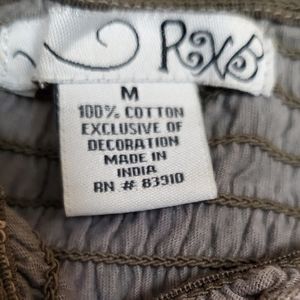 RXB
M
100% COTTON
EXCLUSIVE OF
DECORATION
MADE IN
INDIA
RN # 83910